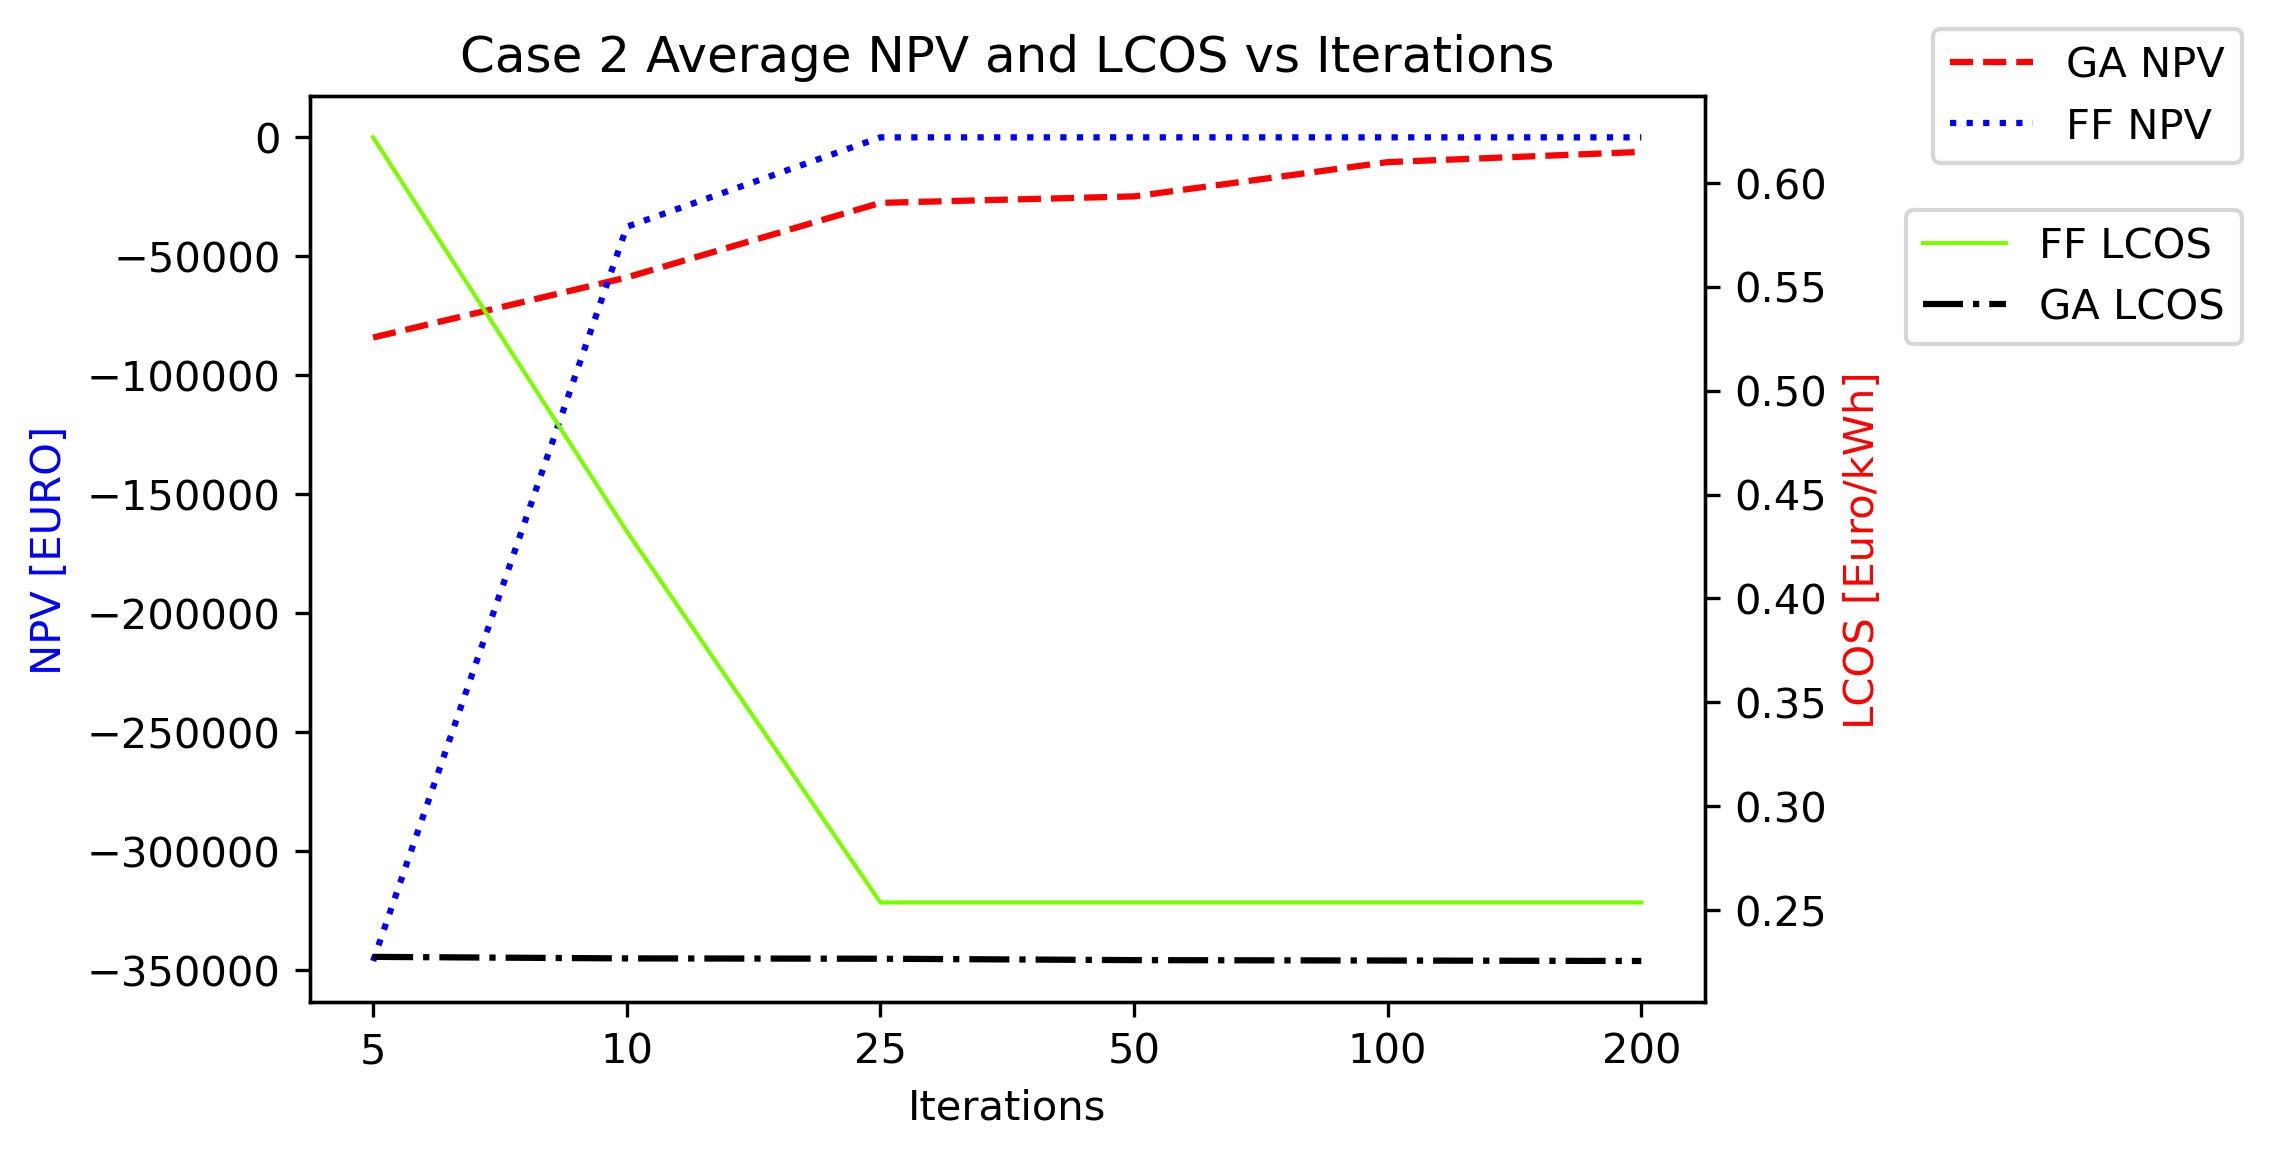 Case 2 Average NPV and LCOS vs Iterations
GA NPV
FF NPV
FF LCOS
GA LCOS
NPV [EURO]
0
−50000
−100000
−150000
−200000
−250000
−300000
−350000
0.60
0.55
0.50
0.45
0.40
0.35
0.30
0.25
LCOS [Euro/kWh]
5 10 25 50 100 200
Iterations